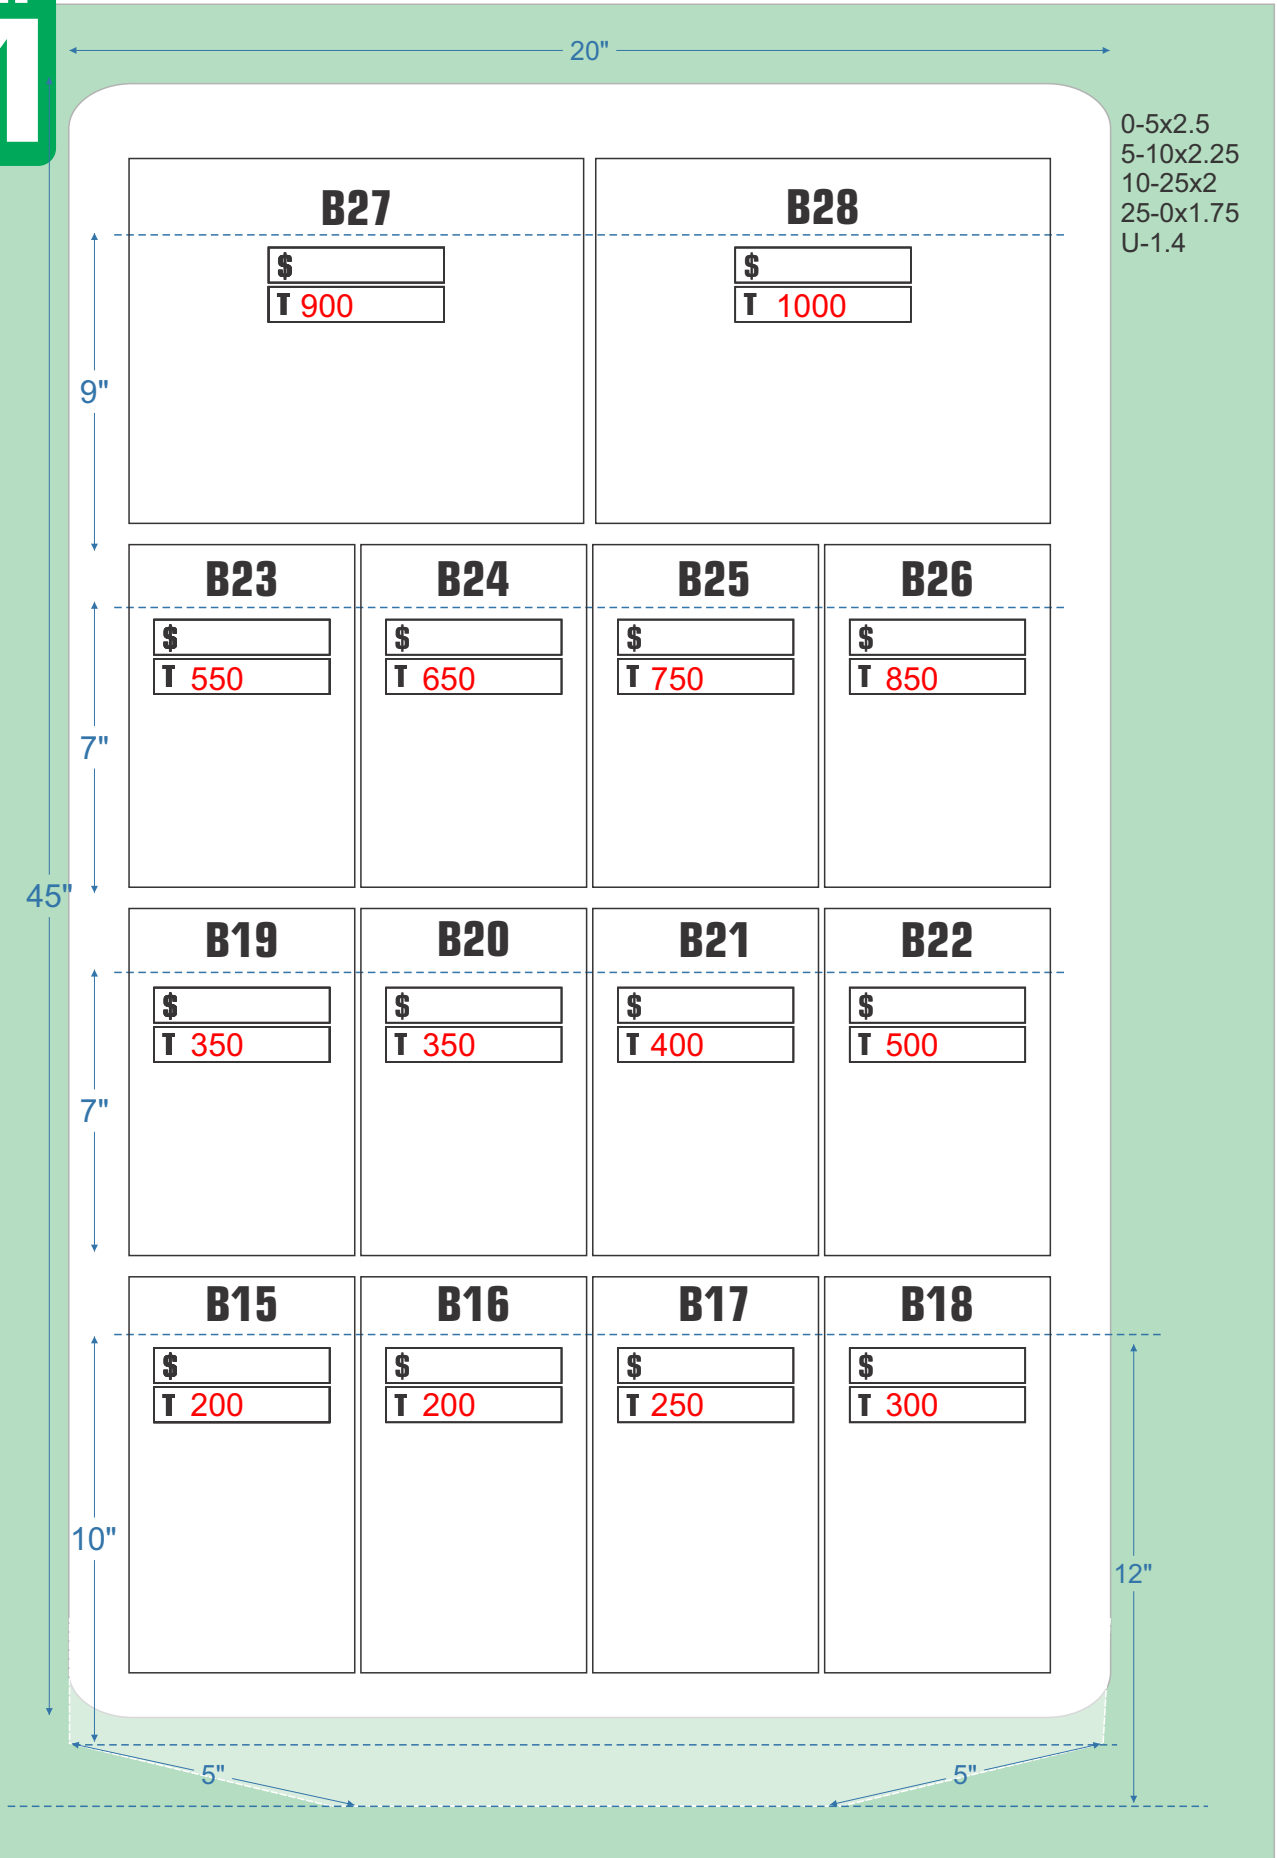 1
20"
0-5x2.5
5-10x2.25
10-25x2
25-0x1.75
U-1.4
B27 B28
$ $
T 900 T 1000
9"
B23 B24 B25 B26
$ $ $ $
T 550 T 650 T 750 T 850
7"
45"
B19 B20 B21 B22
$ $ $ $
T 350 T 350 T 400 T 500
7"
B15 B16 B17 B18
$ $ $ $
T 200 T 200 T 250 T 300
10"
12"
5" 5"